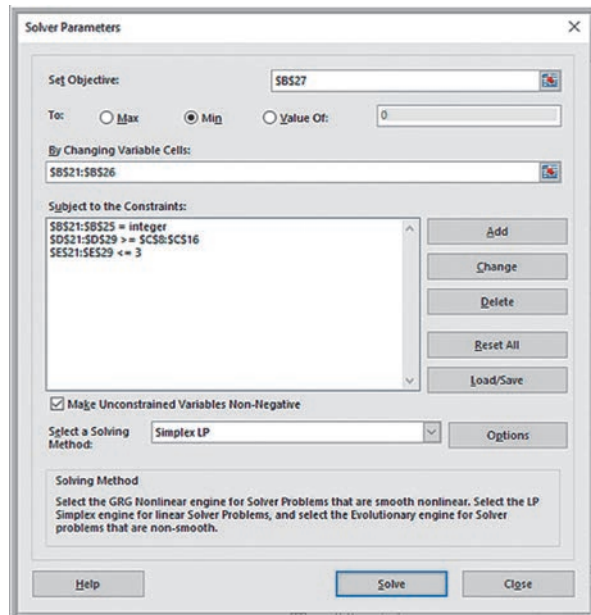 Solver Parameters
Set Objective:
$B$27
To:
Max
Min
Value Of:
0
By Changing Variable Cells:
$B$21:$B$26
Subject to the Constraints:
$B$21:$B$25 = integer
$D$21:$D$29 >= $C$8:$C$16
$E$21:$E$29 <= 3
Add
Change
Delete
Reset All
Load/Save
Make Unconstrained Variables Non-Negative
Select a Solving
Method:
Simplex LP
Options
Solving Method
Select the GRG Nonlinear engine for Solver Problems that are smooth nonlinear. Select the LP
Simplex engine for linear Solver Problems, and select the Evolutionary engine for Solver
problems that are non-smooth.
Help
Solve
Close